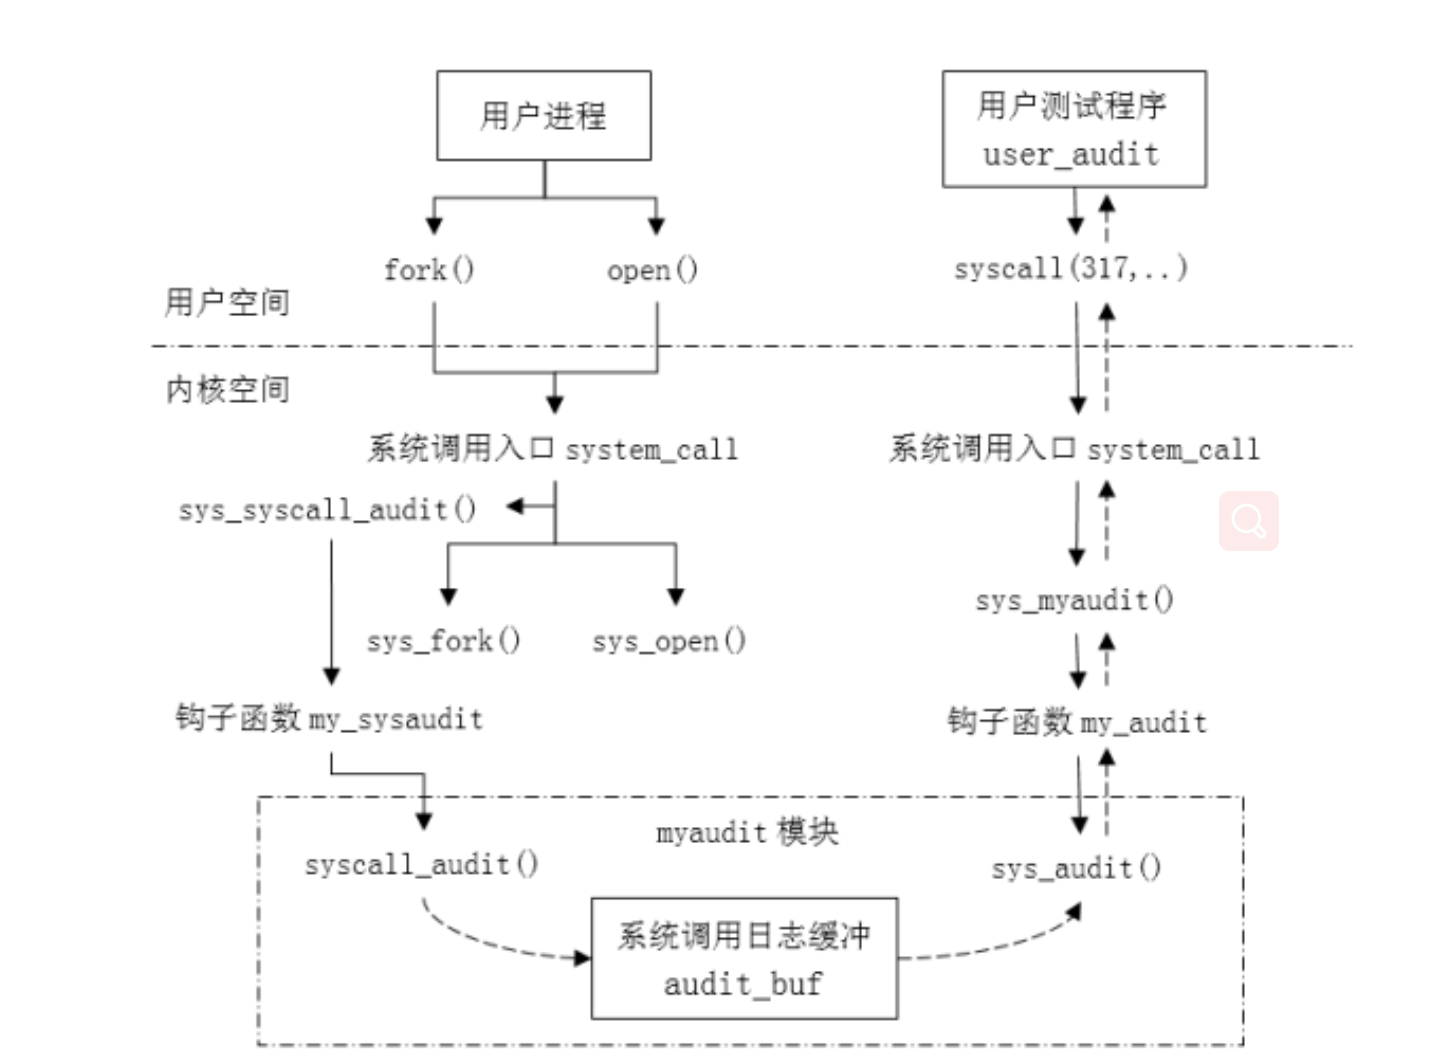 用户进程
用户测试程序
user_audit
fork()
open()
syscall(317,..)
用户空间
内核空间
系统调用入口 system_call
系统调用入口 system_call
sys_syscall_audit()
sys_myaudit()
sys_fork()
sys_open()
钩子函数 my_sysaudit
钩子函数 my_audit
myaudit 模块
syscall_audit()
sys_audit()
系统调用日志缓冲
audit_buf